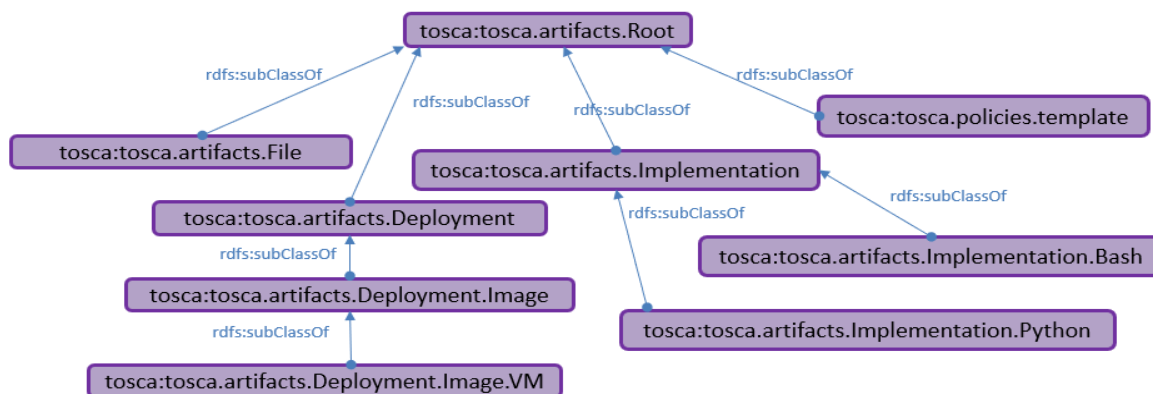 tosca:tosca.artifacts.Root
rdfs:subClassOf
rdfs:subClassOf
rdfs:subClassOf
rdfs:subClassOf
tosca:tosca.policies.template
tosca:tosca.artifacts.File
tosca:tosca.artifacts.Implementation
rdfs:subClassOf
rdfs:subClassOf
tosca:tosca.artifacts.Deployment
rdfs:subClassOf
tosca:tosca.artifacts.Implementation.Bash
tosca:tosca.artifacts.Deployment.Image
rdfs:subClassOf
tosca:tosca.artifacts.Implementation.Python
tosca:tosca.artifacts.Deployment.Image.VM